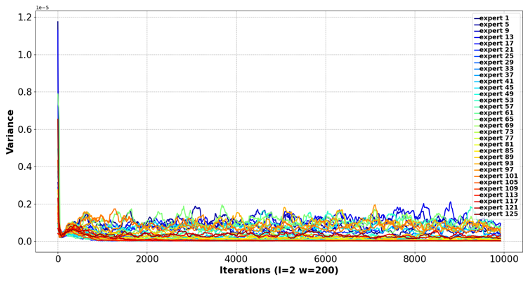 1e-5
1.2
1.0
0.8
0.6
0.4
0.2
0.0
Variance
0
2000
4000
6000
8000
10000
Iterations (l=2 w=200)
expert 1
expert 5
expert 9
expert 13
expert 17
expert 21
expert 25
expert 29
expert 33
expert 37
expert 41
expert 45
expert 49
expert 53
expert 57
expert 61
expert 65
expert 69
expert 73
expert 77
expert 81
expert 85
expert 89
expert 93
expert 97
expert 101
expert 105
expert 109
expert 113
expert 117
expert 121
expert 125